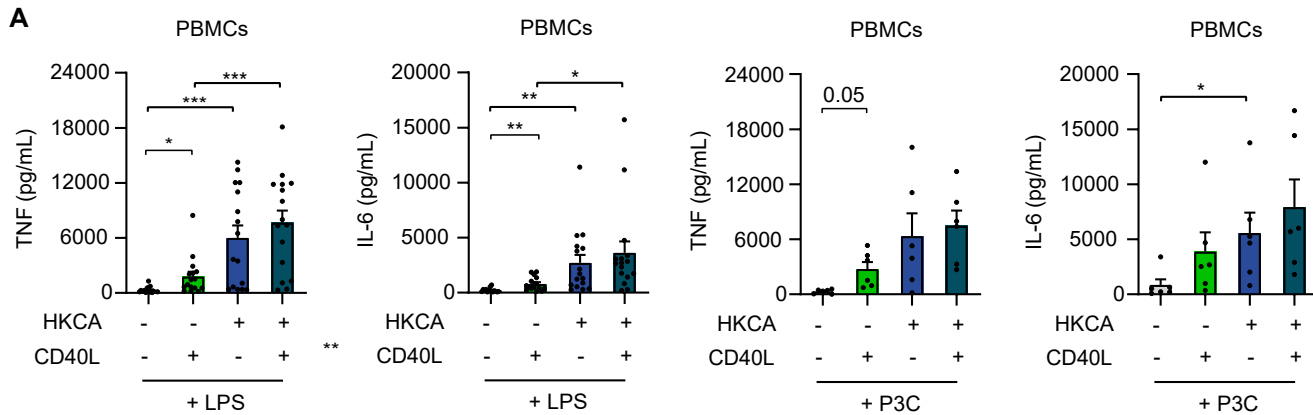 A
PBMCs
TNF (pg/mL)
24000
18000
12000
6000
0
***
***
*
HKCA - - + +
CD40L - + - +
+ LPS
**
PBMCs
IL-6 (pg/mL)
20000
15000
10000
5000
0
*
**
**
HKCA - - + +
CD40L - + - +
+ LPS
PBMCs
TNF (pg/mL)
24000
18000
12000
6000
0
0.05
HKCA - - + +
CD40L - + - +
+ P3C
PBMCs
IL-6 (pg/mL)
20000
15000
10000
5000
0
*
HKCA - - + +
CD40L - + - +
+ P3C